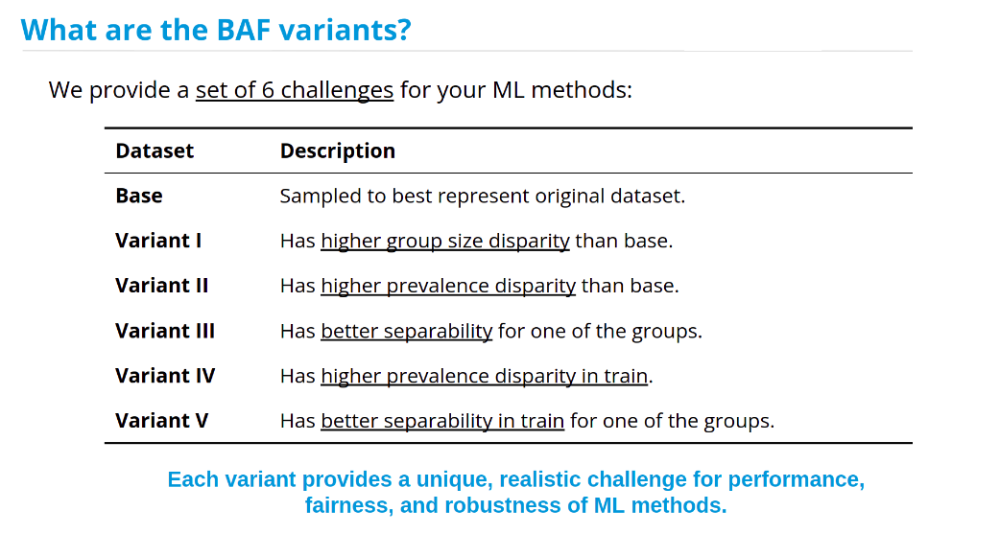 What are the BAF variants?
We provide a set of 6 challenges for your ML methods:
Dataset Description
Base Sampled to best represent original dataset.
Variant I Has higher group size disparity than base.
Variant II Has higher prevalence disparity than base.
Variant III Has better separability for one of the groups.
Variant IV Has higher prevalence disparity in train.
Variant V Has better separability in train for one of the groups.
Each variant provides a unique, realistic challenge for performance,
fairness, and robustness of ML methods.